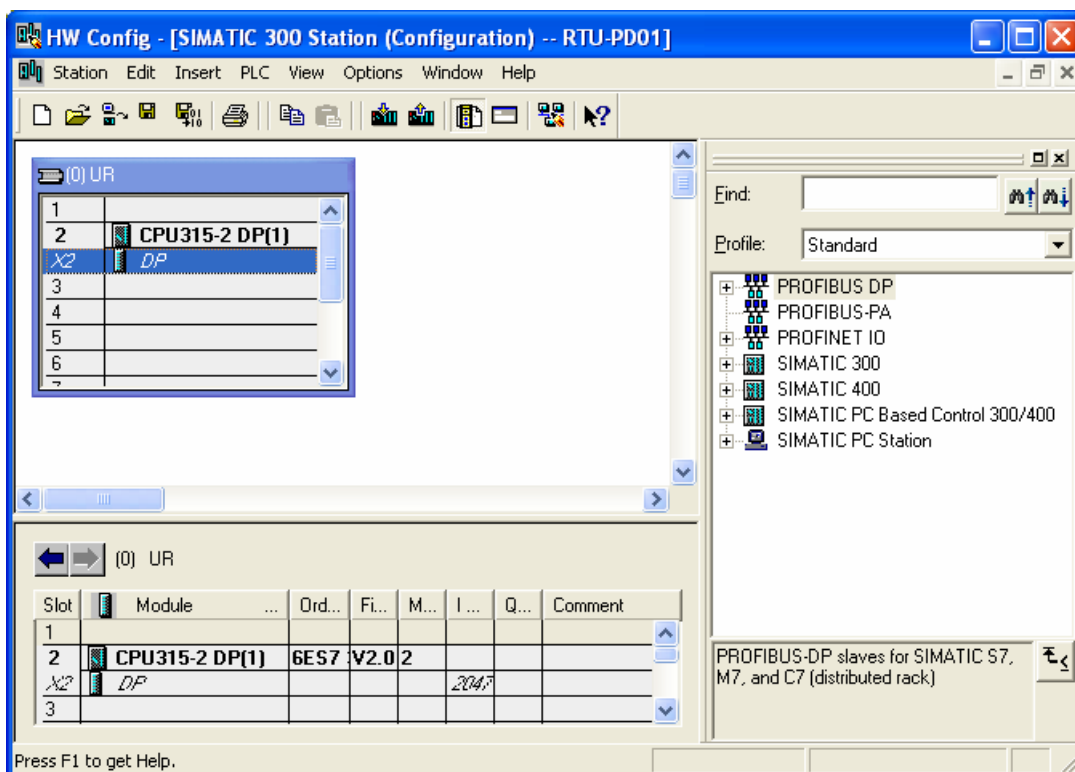 HW Config - [SIMATIC 300 Station (Configuration) -- RTU-PD01]
Station Edit Insert PLC View Options Window Help
(0) UR
1
2 CPU315-2 DP(1)
X2 DP
3
4
5
6
7
Find:
Profile: Standard
PROFIBUS DP
PROFIBUS-PA
PROFINET IO
SIMATIC 300
SIMATIC 400
SIMATIC PC Based Control 300/400
SIMATIC PC Station
PROFIBUS-DP slaves for SIMATIC S7,
M7, and C7 (distributed rack)
(0) UR
Slot Module ... Ord... Fi... M... I ... Q... Comment
1
2 CPU315-2 DP(1) 6ES7 V2.0 2
X2 DP 2047
3
Press F1 to get Help.